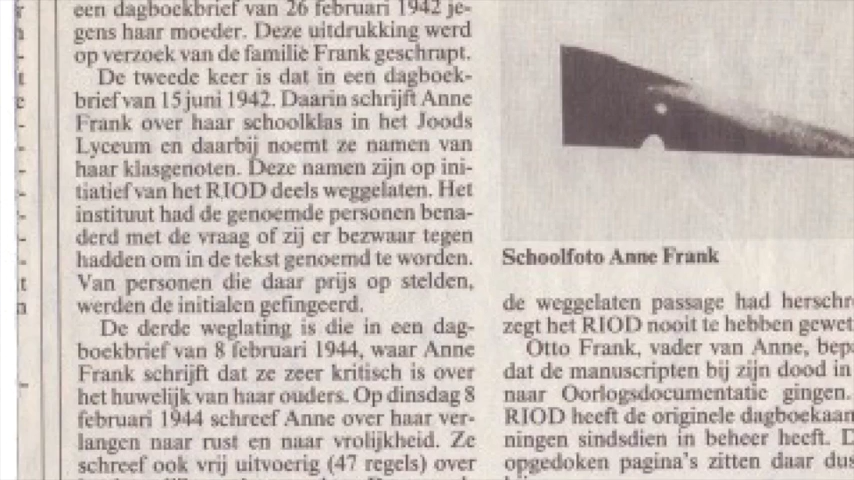 een dagboekbrief van 26 februari 1942 je-
gens haar moeder. Deze uitdrukking werd
op verzoek van de familie Frank geschrapt.
De tweede keer is dat in een dagboek-
brief van 15 juni 1942. Daarin schrijft Anne
Frank over haar schoolklas in het Joods
Lyceum en daarbij noemt ze namen van
haar klasgenoten. Deze namen zijn op ini-
tiatief van het RIOD deels weggelaten. Het
instituut had de genoemde personen bena-
derd met de vraag of zij er bezwaar tegen
hadden om in de tekst genoemd te worden.
Van personen die daar prijs op stelden,
werden de initialen gefingeerd.
De derde weglating is die in een dag-
boekbrief van 8 februari 1944, waar Anne
Frank schrijft dat ze zeer kritisch is over
het huwelijk van haar ouders. Op dinsdag 8
februari 1944 schreef Anne over haar ver-
langen naar rust en naar vrolijkheid. Ze
schreef ook vrij uitvoerig (47 regels) over
Schoolfoto Anne Frank
de weggelaten passage had herschre
zegt het RIOD nooit te hebben gewet
Otto Frank, vader van Anne, bep
dat de manuscripten bij zijn dood in
naar Oorlogsdocumentatie gingen.
RIOD heeft de originele dagboekaan
ningen sindsdien in beheer heeft. D
opgedoken pagina's zitten daar dus